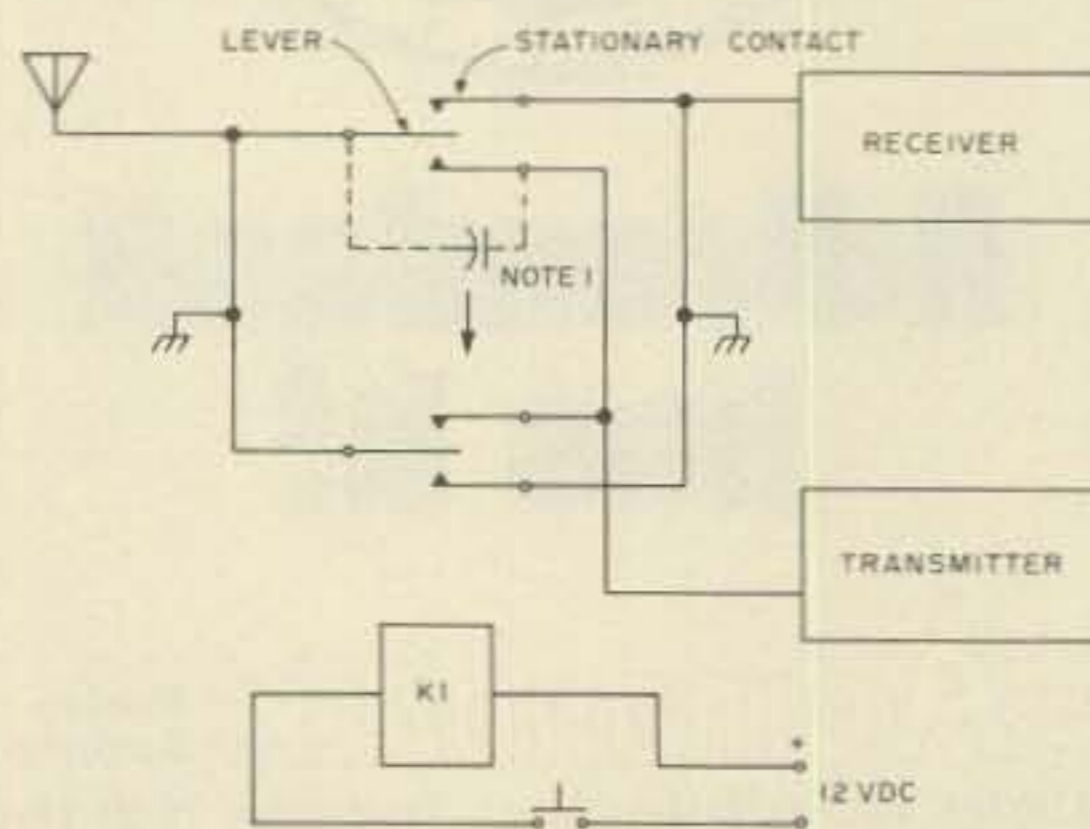 LEVER
STATIONARY CONTACT
RECEIVER
NOTE 1
TRANSMITTER
K1
+
12 VDC